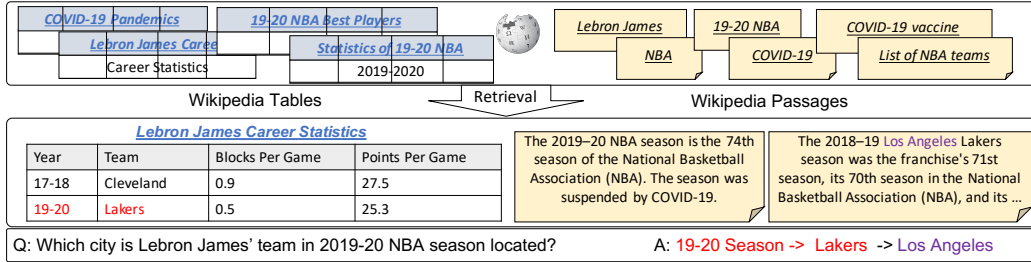 COVID-19 Pandemics
19-20 NBA Best Players
Lebron James Caree
Career Statistics
Statistics of 19-20 NBA
2019-2020
Lebron James
19-20 NBA
COVID-19 vaccine
NBA
COVID-19
List of NBA teams
Wikipedia Tables
Retrieval
Wikipedia Passages
Lebron James Career Statistics
Year Team Blocks Per Game Points Per Game
17-18 Cleveland 0.9 27.5
19-20 Lakers 0.5 25.3
The 2019–20 NBA season is the 74th
season of the National Basketball
Association (NBA). The season was
suspended by COVID-19.
The 2018–19 Los Angeles Lakers
season was the franchise's 71st
season, its 70th season in the National
Basketball Association (NBA), and its ...
Q: Which city is Lebron James' team in 2019-20 NBA season located?
A: 19-20 Season -> Lakers -> Los Angeles